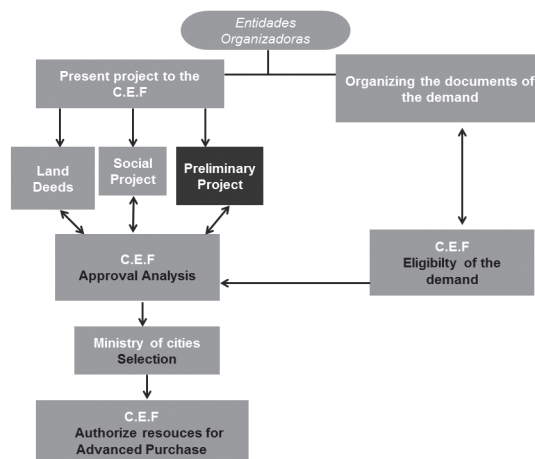 Entidades
Organizadoras
Present project to the
C.E.F
Organizing the documents of
the demand
Land
Deeds
Social
Project
Preliminary
Project
C.E.F
Approval Analysis
C.E.F
Eligibilty of the
demand
Ministry of cities
Selection
C.E.F
Authorize resouces for
Advanced Purchase